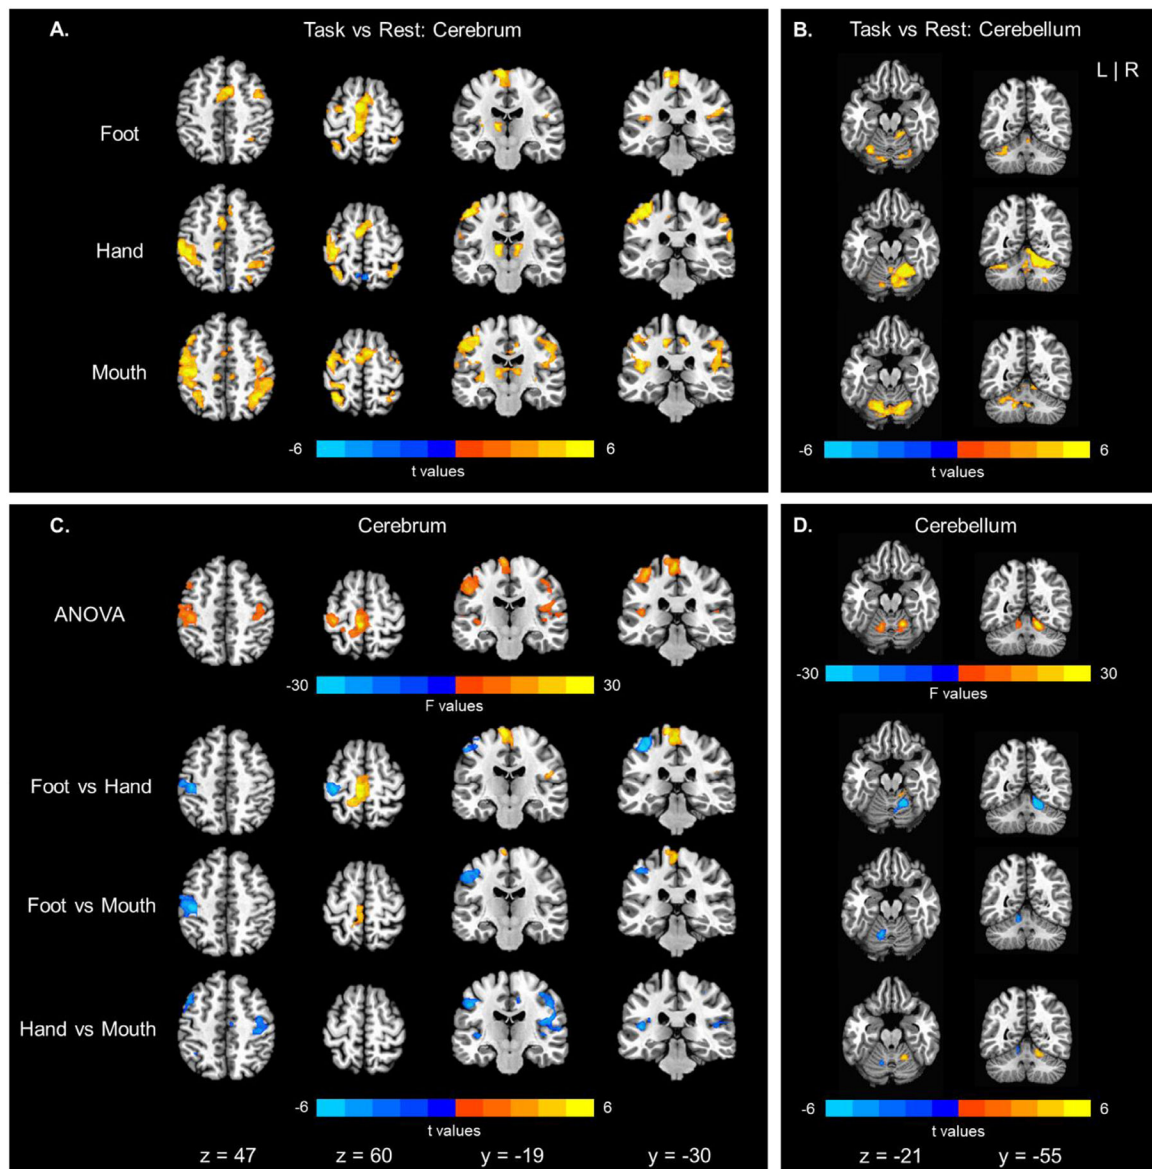 A.
Task vs Rest: Cerebrum
Foot
Hand
Mouth
-6
6
t values
B.
Task vs Rest: Cerebellum
L | R
-6
6
t values
C.
Cerebrum
ANOVA
-30
30
F values
Foot vs Hand
Foot vs Mouth
Hand vs Mouth
-6
6
t values
z = 47
z = 60
y = -19
y = -30
D.
Cerebellum
-30
30
F values
-6
6
t values
z = -21
y = -55